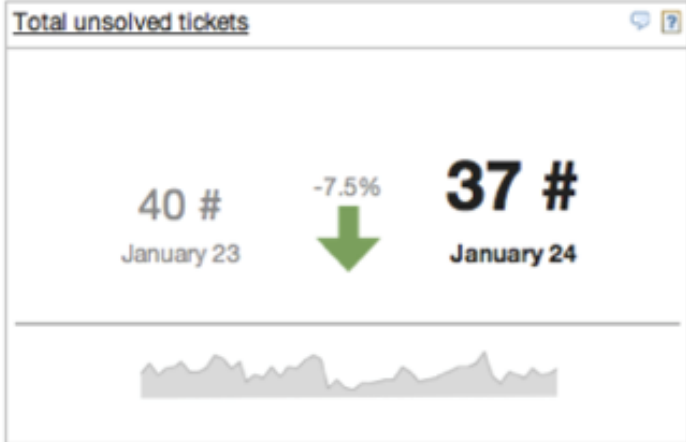 Total unsolved tickets
?
-7.5%
40 #
37 #
January 23
January 24